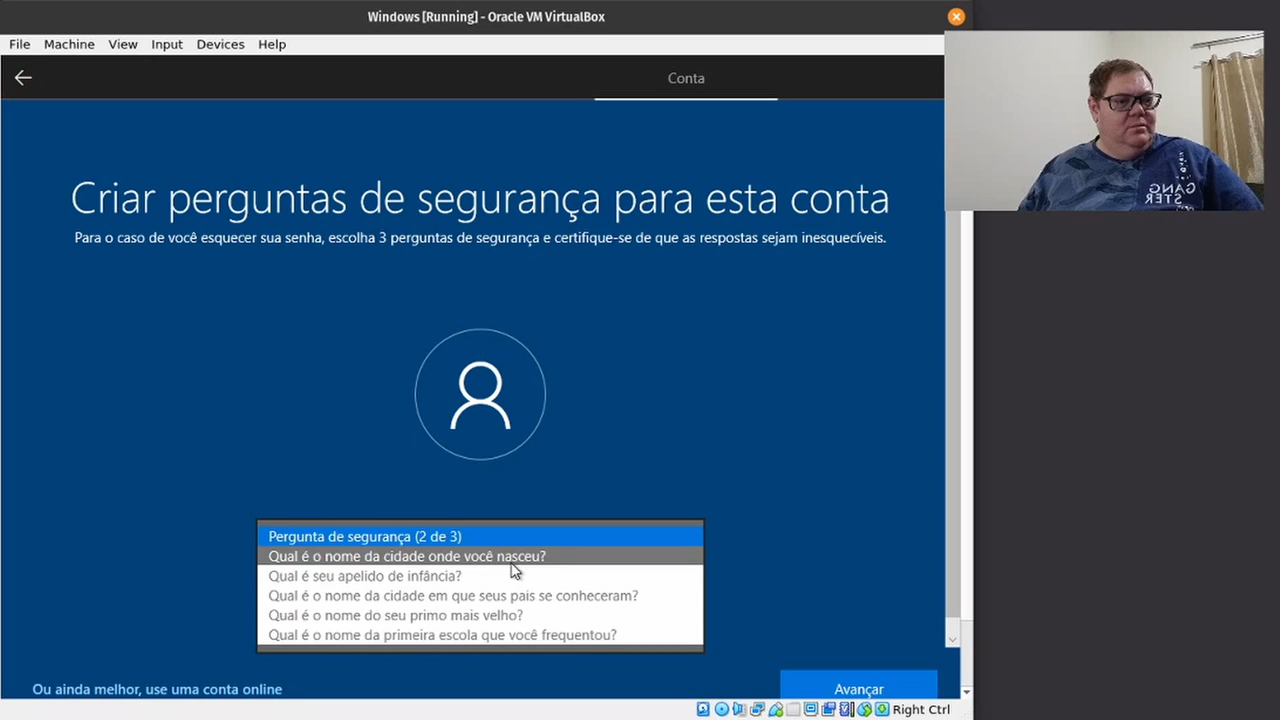 Windows [Running] - Oracle VM VirtualBox
File Machine View Input Devices Help
Conta
Criar perguntas de segurança para esta conta
Para o caso de você esquecer sua senha, escolha 3 perguntas de segurança e certifique-se de que as respostas sejam inesquecíveis.
GANG
STER
Pergunta de segurança (2 de 3)
Qual é o nome da cidade onde você nasceu?
Qual é seu apelido de infância?
Qual é o nome da cidade em que seus pais se conheceram?
Qual é o nome do seu primo mais velho?
Qual é o nome da primeira escola que você frequentou?
Ou ainda melhor, use uma conta online
Avançar
Right Ctrl